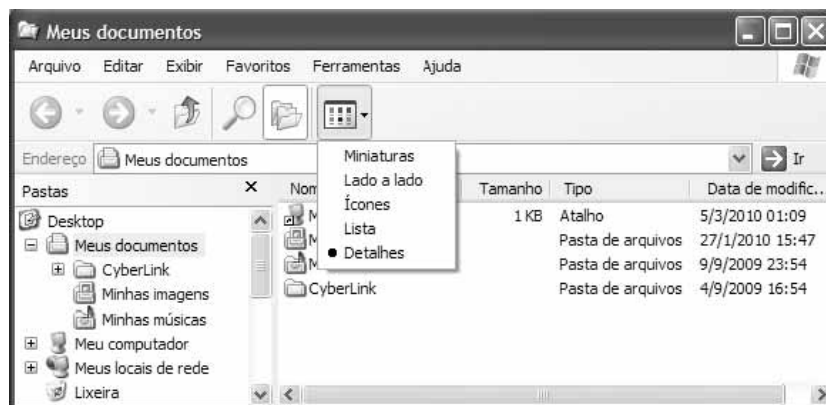 Meus documentos
Arquivo Editar Exibir Favoritos Ferramentas Ajuda
Endereço Meus documentos Ir
Miniaturas
Lado a lado
Ícones
Lista
Detalhes
Pastas X
Desktop
Meus documentos
CyberLink
Minhas imagens
Minhas músicas
Meu computador
Meus locais de rede
Lixeira
Nom Tamanho Tipo Data de modific...
M 1 KB Atalho 5/3/2010 01:09
M Pasta de arquivos 27/1/2010 15:47
M Pasta de arquivos 9/9/2009 23:54
CyberLink Pasta de arquivos 4/9/2009 16:54